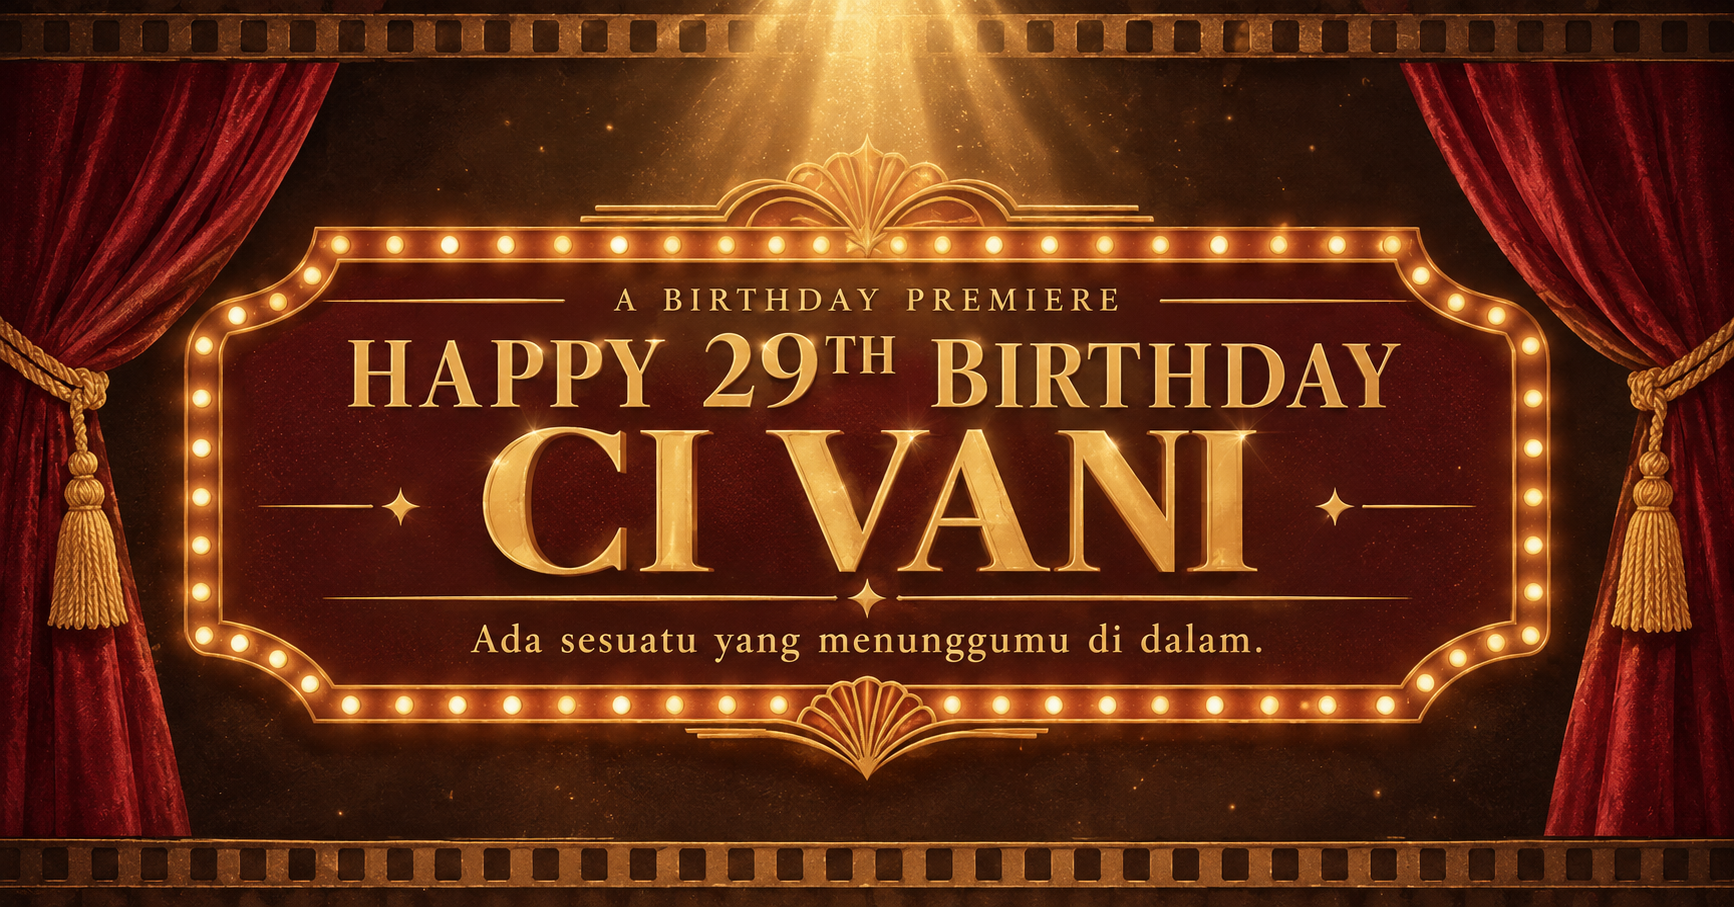 A BIRTHDAY PREMIERE
HAPPY 29TH BIRTHDAY
CI VANI
Ada sesuatu yang menunggumu di dalam.